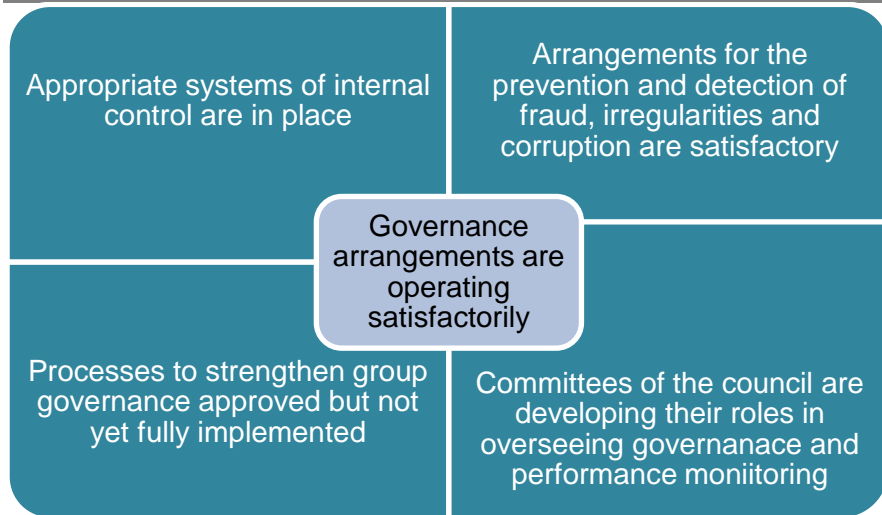 Appropriate systems of internal
control are in place
Arrangements for the
prevention and detection of
fraud, irregularities and
corruption are satisfactory
Governance
arrangements are
operating
satisfactorily
Processes to strengthen group
governance approved but not
yet fully implemented
Committees of the council are
developing their roles in
overseeing governanace and
performance moniitoring